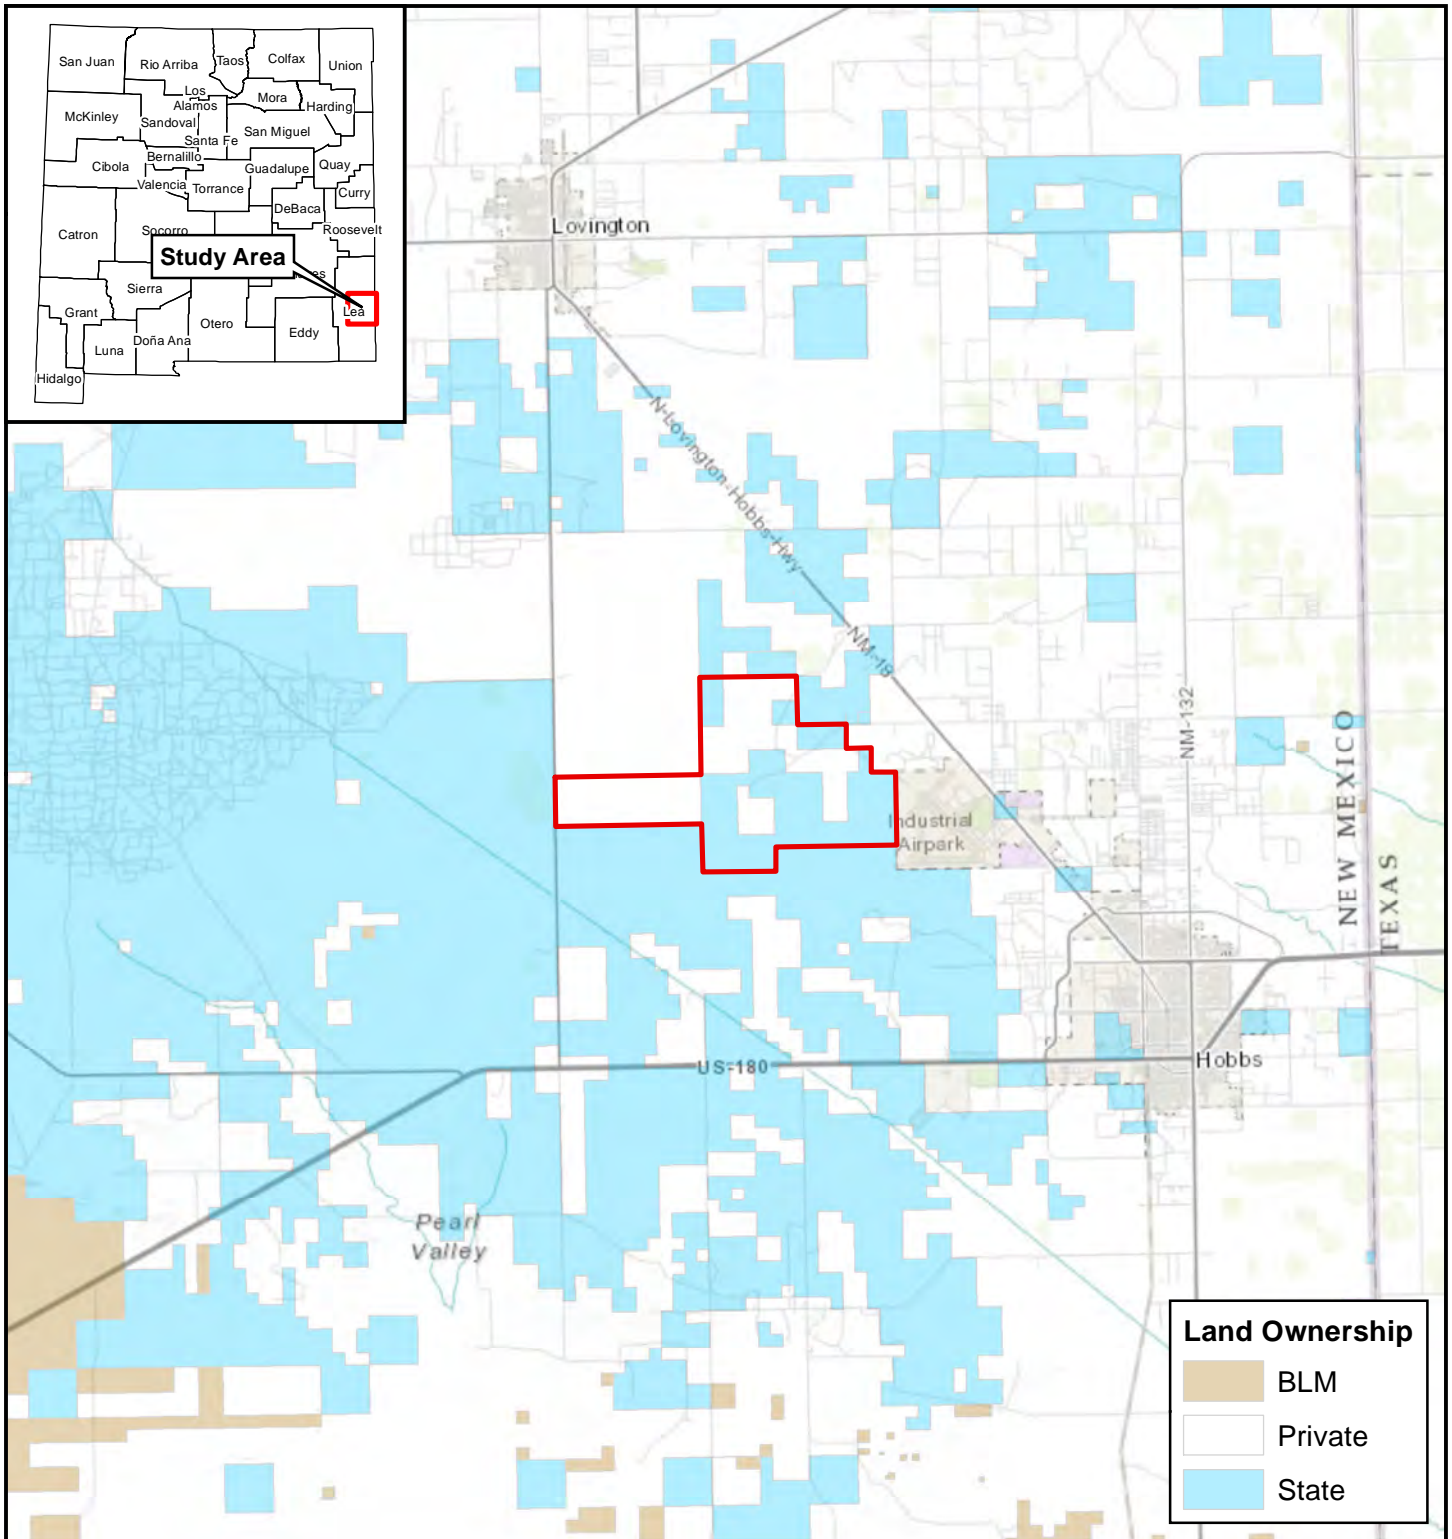 San Juan
Rio Arriba
Taos
Colfax
Union
Los
Alamos
Mora
Harding
McKinley
Sandoval
Santa Fe
San Miguel
Cibola
Bernalillo
Guadalupe
Quay
Valencia
Torrance
Curry
DeBaca
Catron
Socorro
Roosevelt
Study Area
Sierra
Grant
Lea
Otero
Eddy
Doña Ana
Luna
Hidalgo
Lovington
N-Lovington-Hobbs-Hwy
NM-18
NM-132
Industrial
Airpark
NEW MEXICO
TEXAS
US-180
Hobbs
Pearl
Valley
Land Ownership
BLM
Private
State